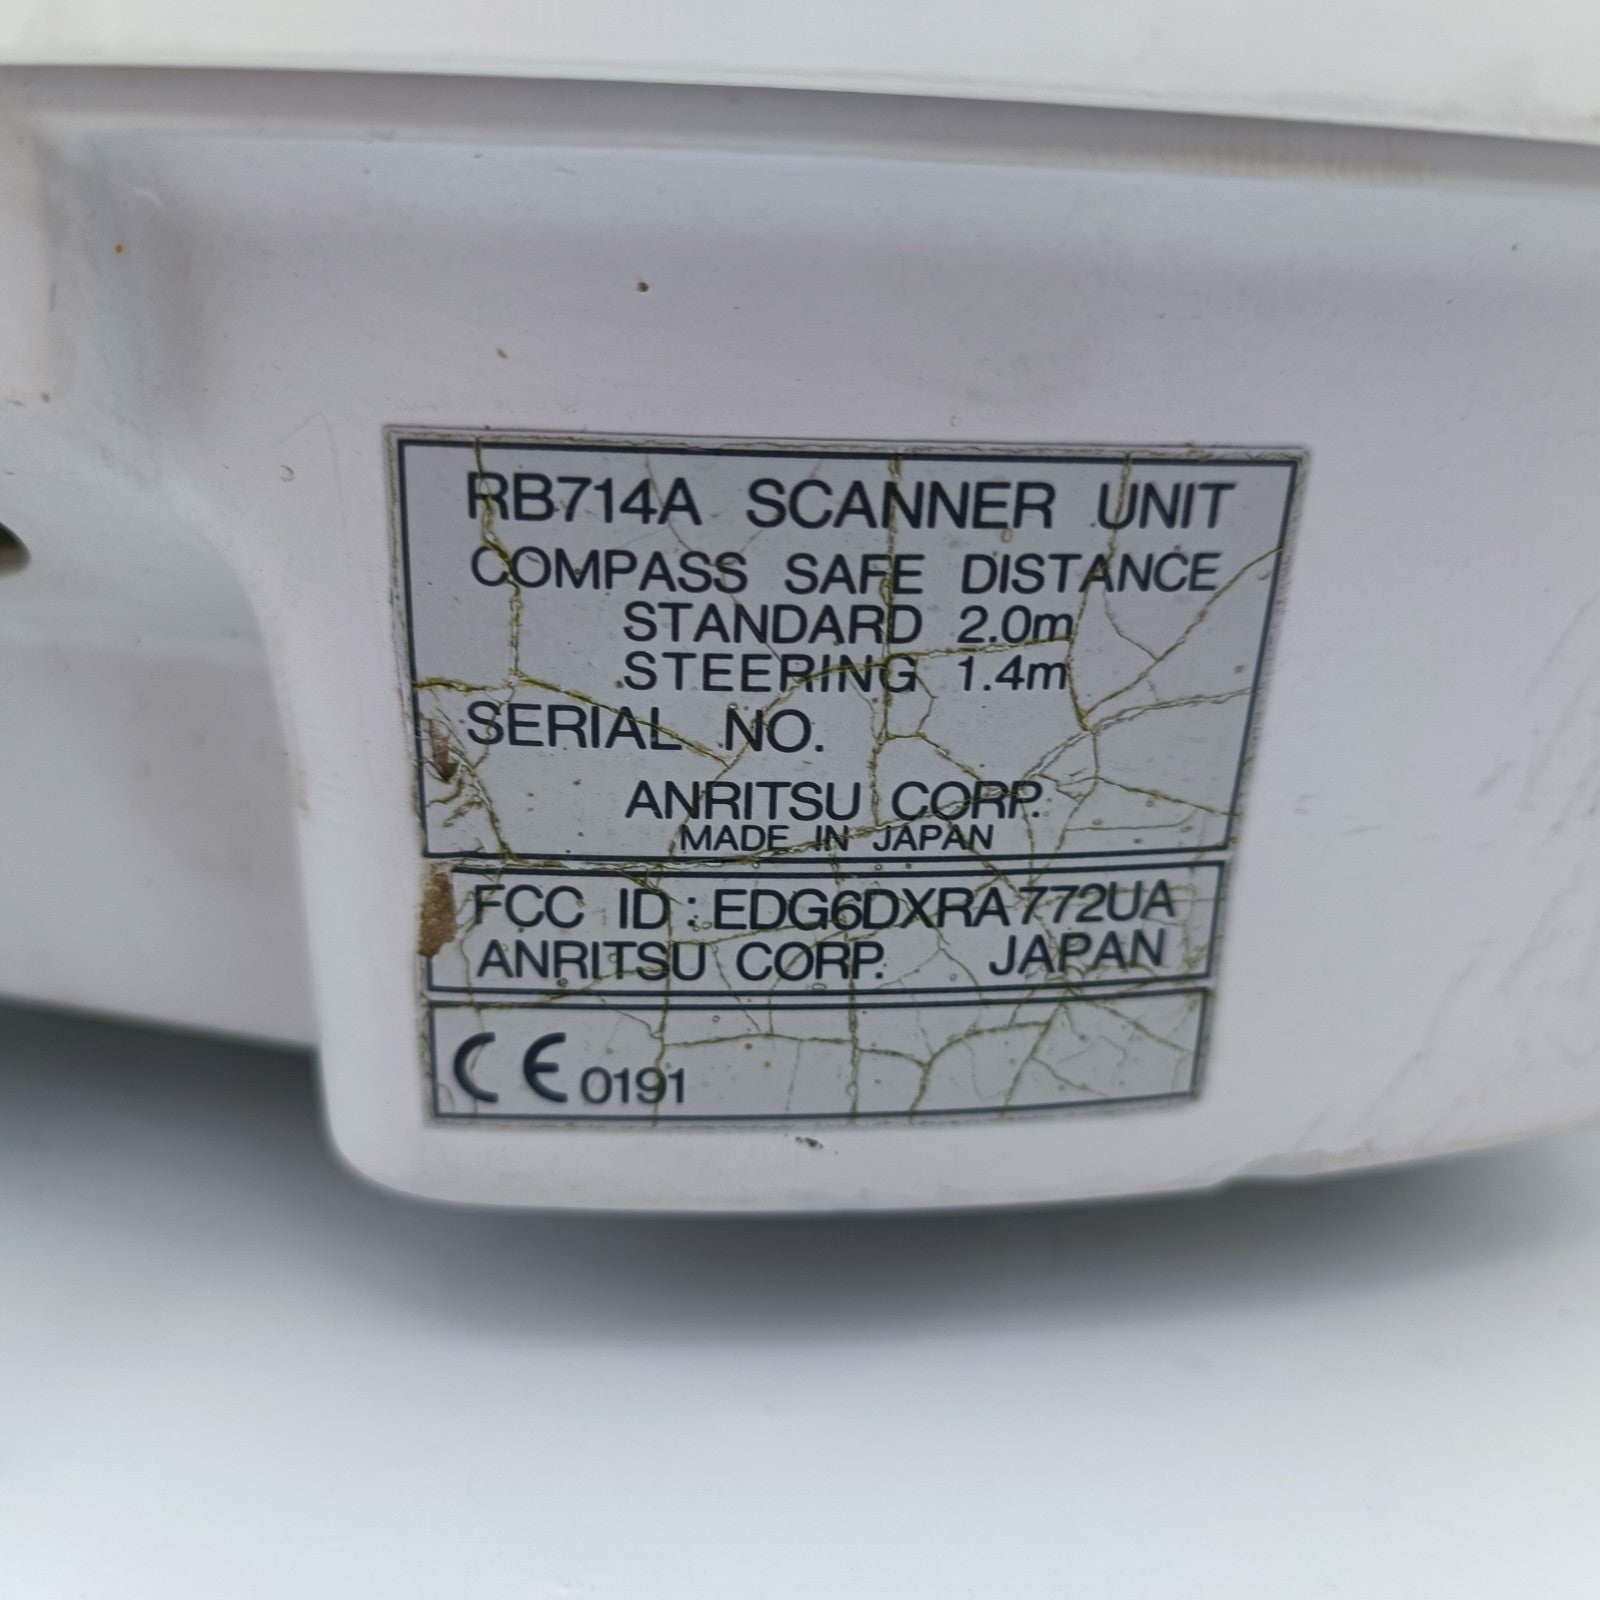 RB714A SCANNER UNIT
COMPASS SAFE DISTANCE
STANDARD 2.0m
STEERING 1.4m
SERIAL NO.
ANRITSU CORP.
MADE IN JAPAN
FCC ID : EDG6DXRA772UA
ANRITSU CORP. JAPAN
CE 0191